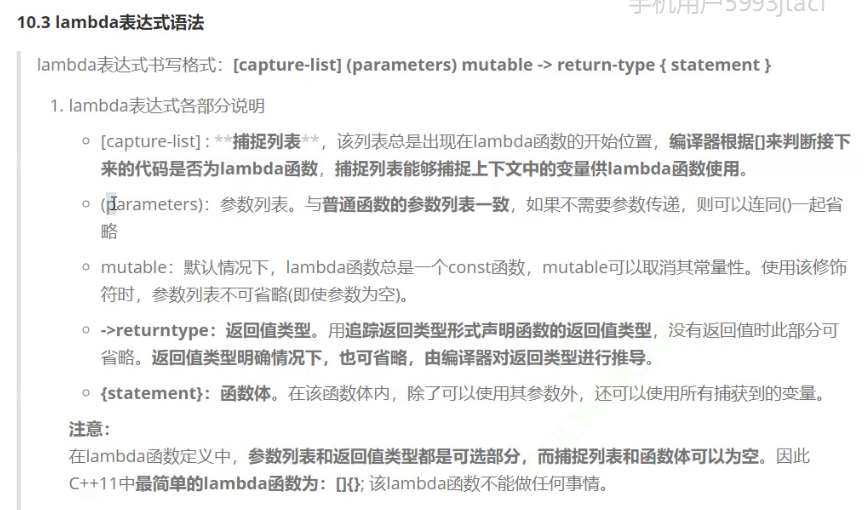 手机用户5993jtacf
10.3 lambda表达式语法
lambda表达式书写格式：[capture-list] (parameters) mutable -> return-type { statement }
1. lambda表达式各部分说明
[capture-list] : **捕捉列表**，该列表总是出现在lambda函数的开始位置，编译器根据[]来判断接下
来的代码是否为lambda函数，捕捉列表能够捕捉上下文中的变量供lambda函数使用。
(parameters)：参数列表。与普通函数的参数列表一致，如果不需要参数传递，则可以连同()一起省
略
mutable：默认情况下，lambda函数总是一个const函数，mutable可以取消其常量性。使用该修饰
符时，参数列表不可省略(即使参数为空)。
->returntype：返回值类型。用追踪返回类型形式声明函数的返回值类型，没有返回值时此部分可
省略。返回值类型明确情况下，也可省略，由编译器对返回类型进行推导。
{statement}：函数体。在该函数体内，除了可以使用其参数外，还可以使用所有捕获到的变量。
注意：
在lambda函数定义中，参数列表和返回值类型都是可选部分，而捕捉列表和函数体可以为空。因此
C++11中最简单的lambda函数为：[]{}; 该lambda函数不能做任何事情。